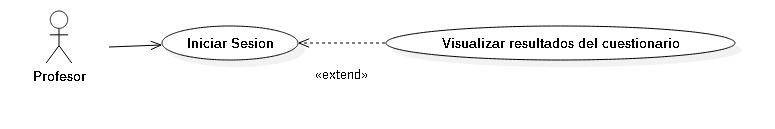 Iniciar Sesion
Visualizar resultados del cuestionario
Profesor
«extend»